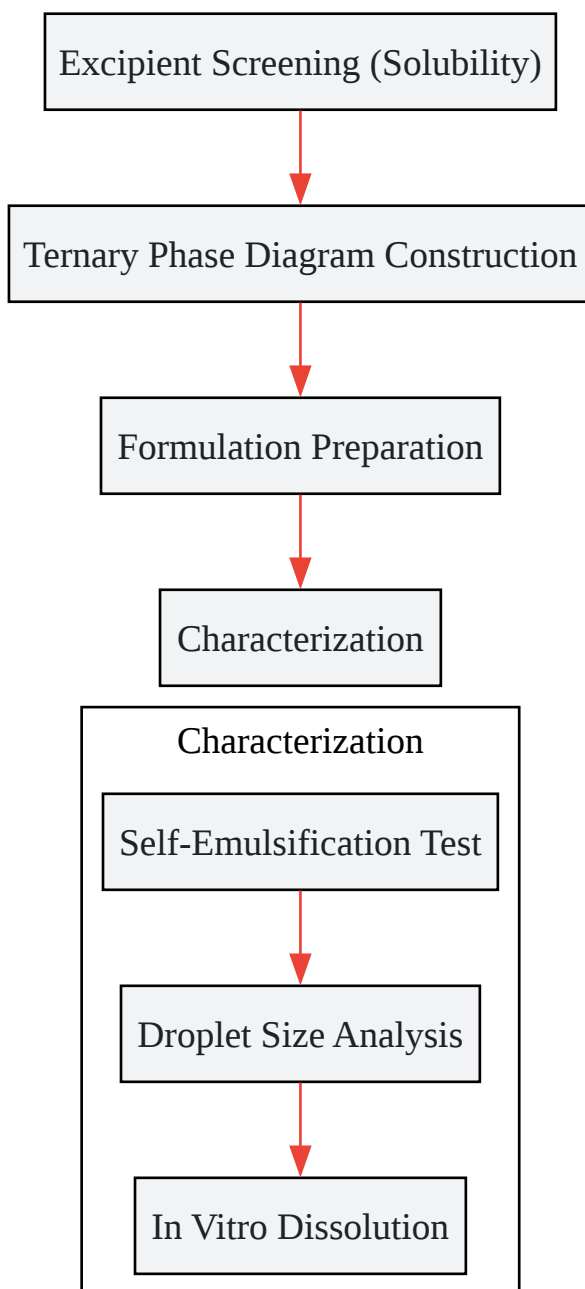 Excipient Screening (Solubility)
Ternary Phase Diagram Construction
Formulation Preparation
Characterization
Characterization
Self-Emulsification Test
Droplet Size Analysis
In Vitro Dissolution